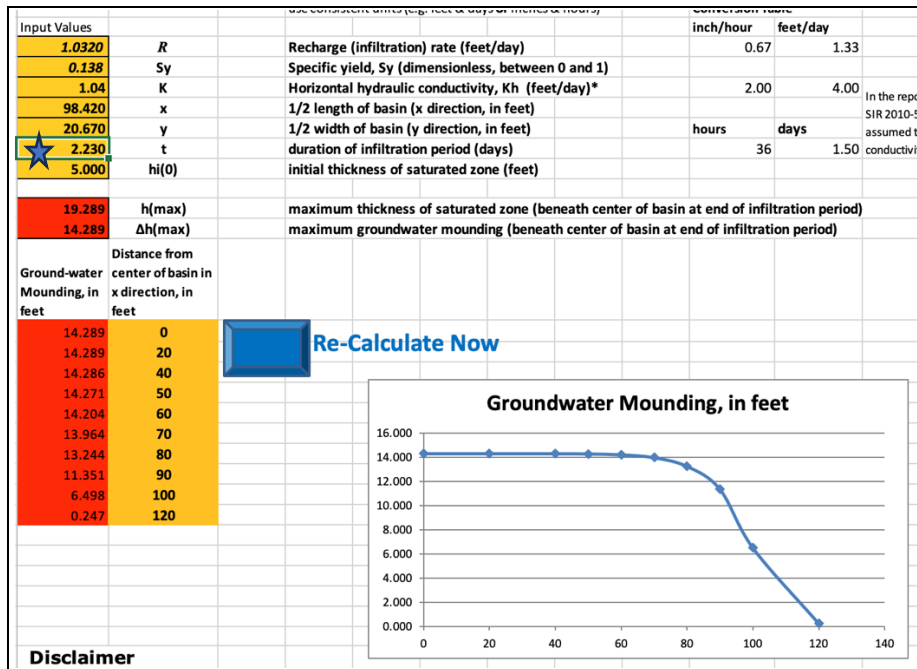 use consistent units (e.g. feet & days or inches & hours) Conversion Table
Input Values inch/hour feet/day
1.0320 R Recharge (infiltration) rate (feet/day) 0.67 1.33
0.138 Sy Specific yield, Sy (dimensionless, between 0 and 1)
1.04 K Horizontal hydraulic conductivity, Kh (feet/day)* 2.00 4.00
In the repo
98.420 x 1/2 length of basin (x direction, in feet)
SIR 2010-5
20.670 y 1/2 width of basin (y direction, in feet) hours days
assumed t
2.230 t duration of infiltration period (days) 36 1.50 conductivi
5.000 hi(0) initial thickness of saturated zone (feet)
19.289 h(max) maximum thickness of saturated zone (beneath center of basin at end of infiltration period)
14.289 Δh(max) maximum groundwater mounding (beneath center of basin at end of infiltration period)
Ground-water
Mounding, in
feet
Distance from
center of basin in
x direction, in
feet
14.289 0
14.289 20
14.286 40
14.271 50
14.204 60
13.964 70
13.244 80
11.351 90
6.498 100
0.247 120
Re-Calculate Now
Groundwater Mounding, in feet
16.000
14.000
12.000
10.000
8.000
6.000
4.000
2.000
0.000
0 20 40 60 80 100 120 140
Disclaimer